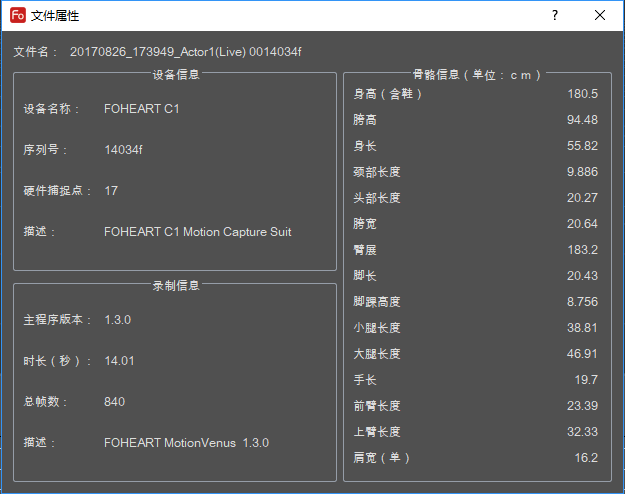 Fo 文件属性 ?
文件名： 20170826_173949_Actor1(Live) 0014034f
设备信息
设备名称： FOHEART C1
序列号： 14034f
硬件捕捉点： 17
描述： FOHEART C1 Motion Capture Suit
录制信息
主程序版本： 1.3.0
时长（秒）： 14.01
总帧数： 840
描述： FOHEART MotionVenus 1.3.0
骨骼信息（单位：cm）
身高（含鞋） 180.5
胯高 94.48
身长 55.82
颈部长度 9.886
头部长度 20.27
胯宽 20.64
臂展 183.2
脚长 20.43
脚踝高度 8.756
小腿长度 38.81
大腿长度 46.91
手长 19.7
前臂长度 23.39
上臂长度 32.33
肩宽（单） 16.2